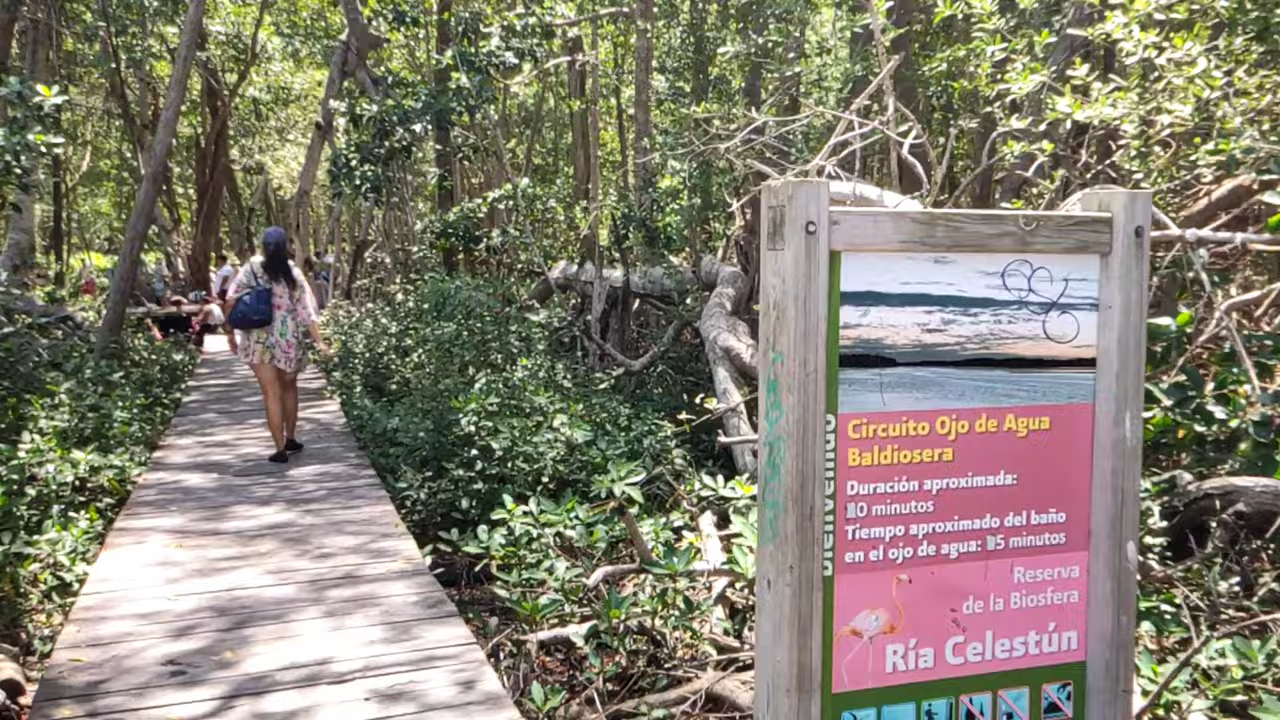 Bienvenido
Circuito Ojo de Agua
Baldiosera
Duración aproximada:
minutos
Tiempo aproximado del baño
en el ojo de agua: minutos
Reserva
de la Biosfera
Ría Celestún